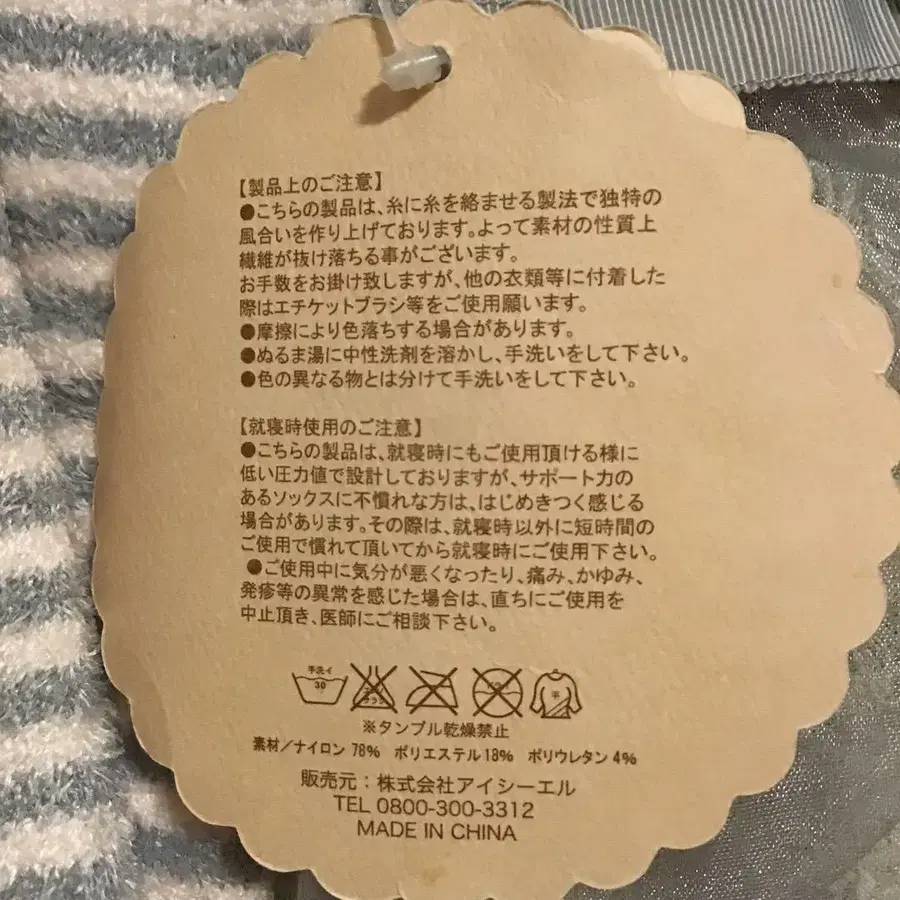 【製品上のご注意】
●こちらの製品は、糸に糸を絡ませる製法で独特の
風合いを作り上げております。よって素材の性質上
繊維が抜け落ちる事がございます。
お手数をお掛け致しますが、他の衣類等に付着した
際はエチケットブラシ等をご使用願います。
●摩擦により色落ちする場合があります。
●ぬるま湯に中性洗剤を溶かし、手洗いをして下さい。
●色の異なる物とは分けて手洗いをして下さい。
【就寝時使用のご注意】
●こちらの製品は、就寝時にもご使用頂ける様に
低い圧力値で設計しておりますが、サポート力の
あるソックスに不慣れな方は、はじめきつく感じる
場合があります。その際は、就寝時以外に短時間の
ご使用で慣れて頂いてから就寝時にご使用下さい。
●ご使用中に気分が悪くなったり、痛み、かゆみ、
発疹等の異常を感じた場合は、直ちにご使用を
中止頂き、医師にご相談下さい。
手洗イ 30 平
※タンブル乾燥禁止
素材/ナイロン 78% ポリエステル 18% ポリウレタン 4%
販売元:株式会社アイシーエル
TEL 0800-300-3312
MADE IN CHINA